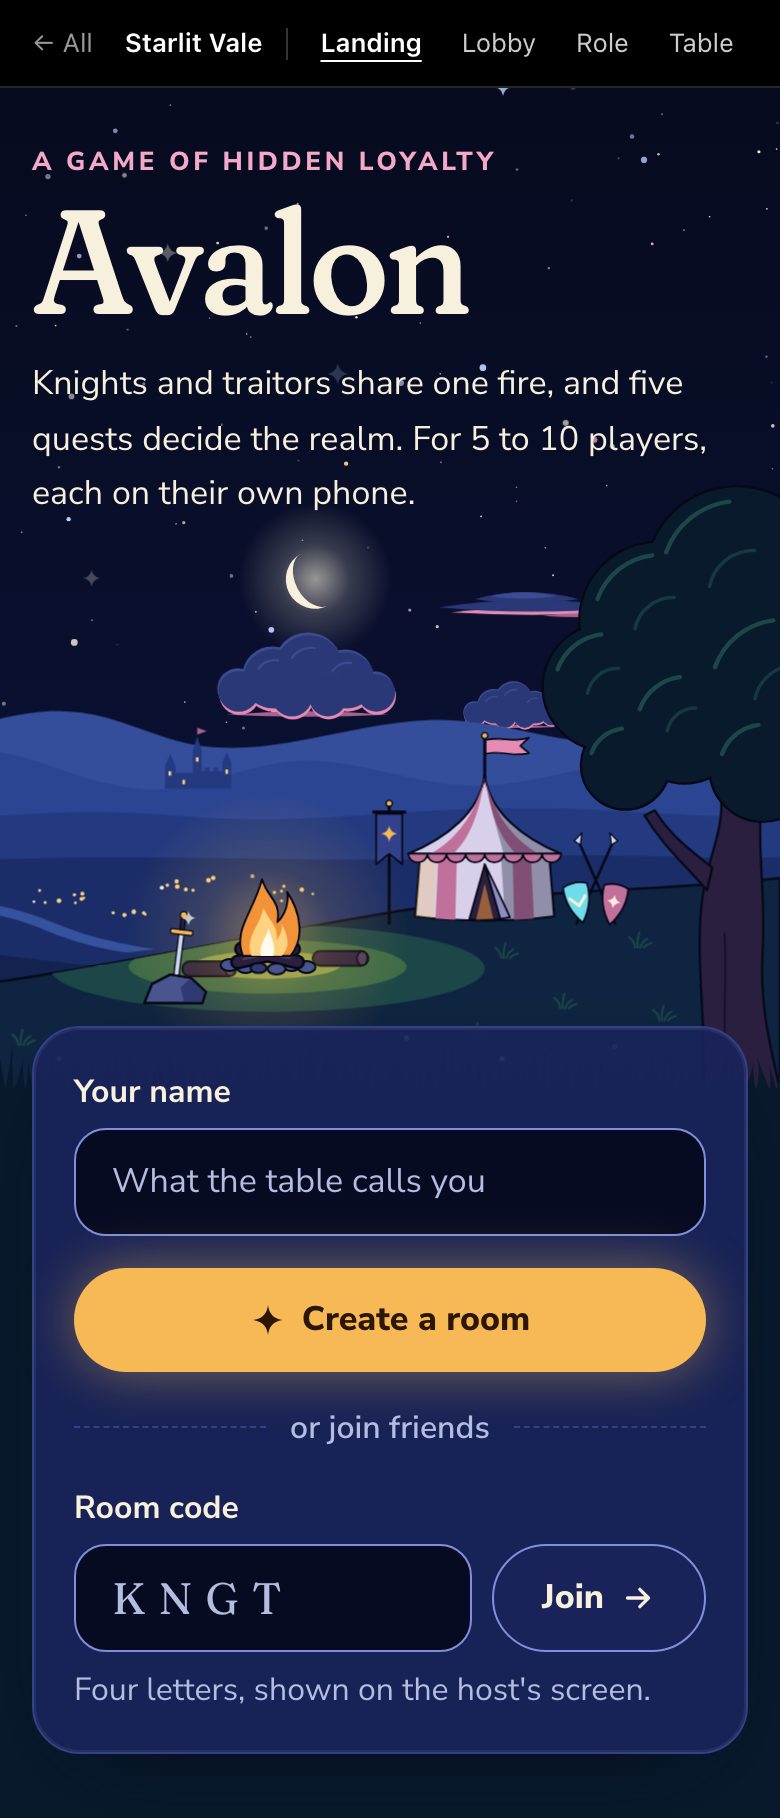 ← All Starlit Vale Landing Lobby Role Table
A GAME OF HIDDEN LOYALTY
Avalon
Knights and traitors share one fire, and five
quests decide the realm. For 5 to 10 players,
each on their own phone.
Your name
What the table calls you
✦ Create a room
or join friends
Room code
KNGT Join →
Four letters, shown on the host's screen.